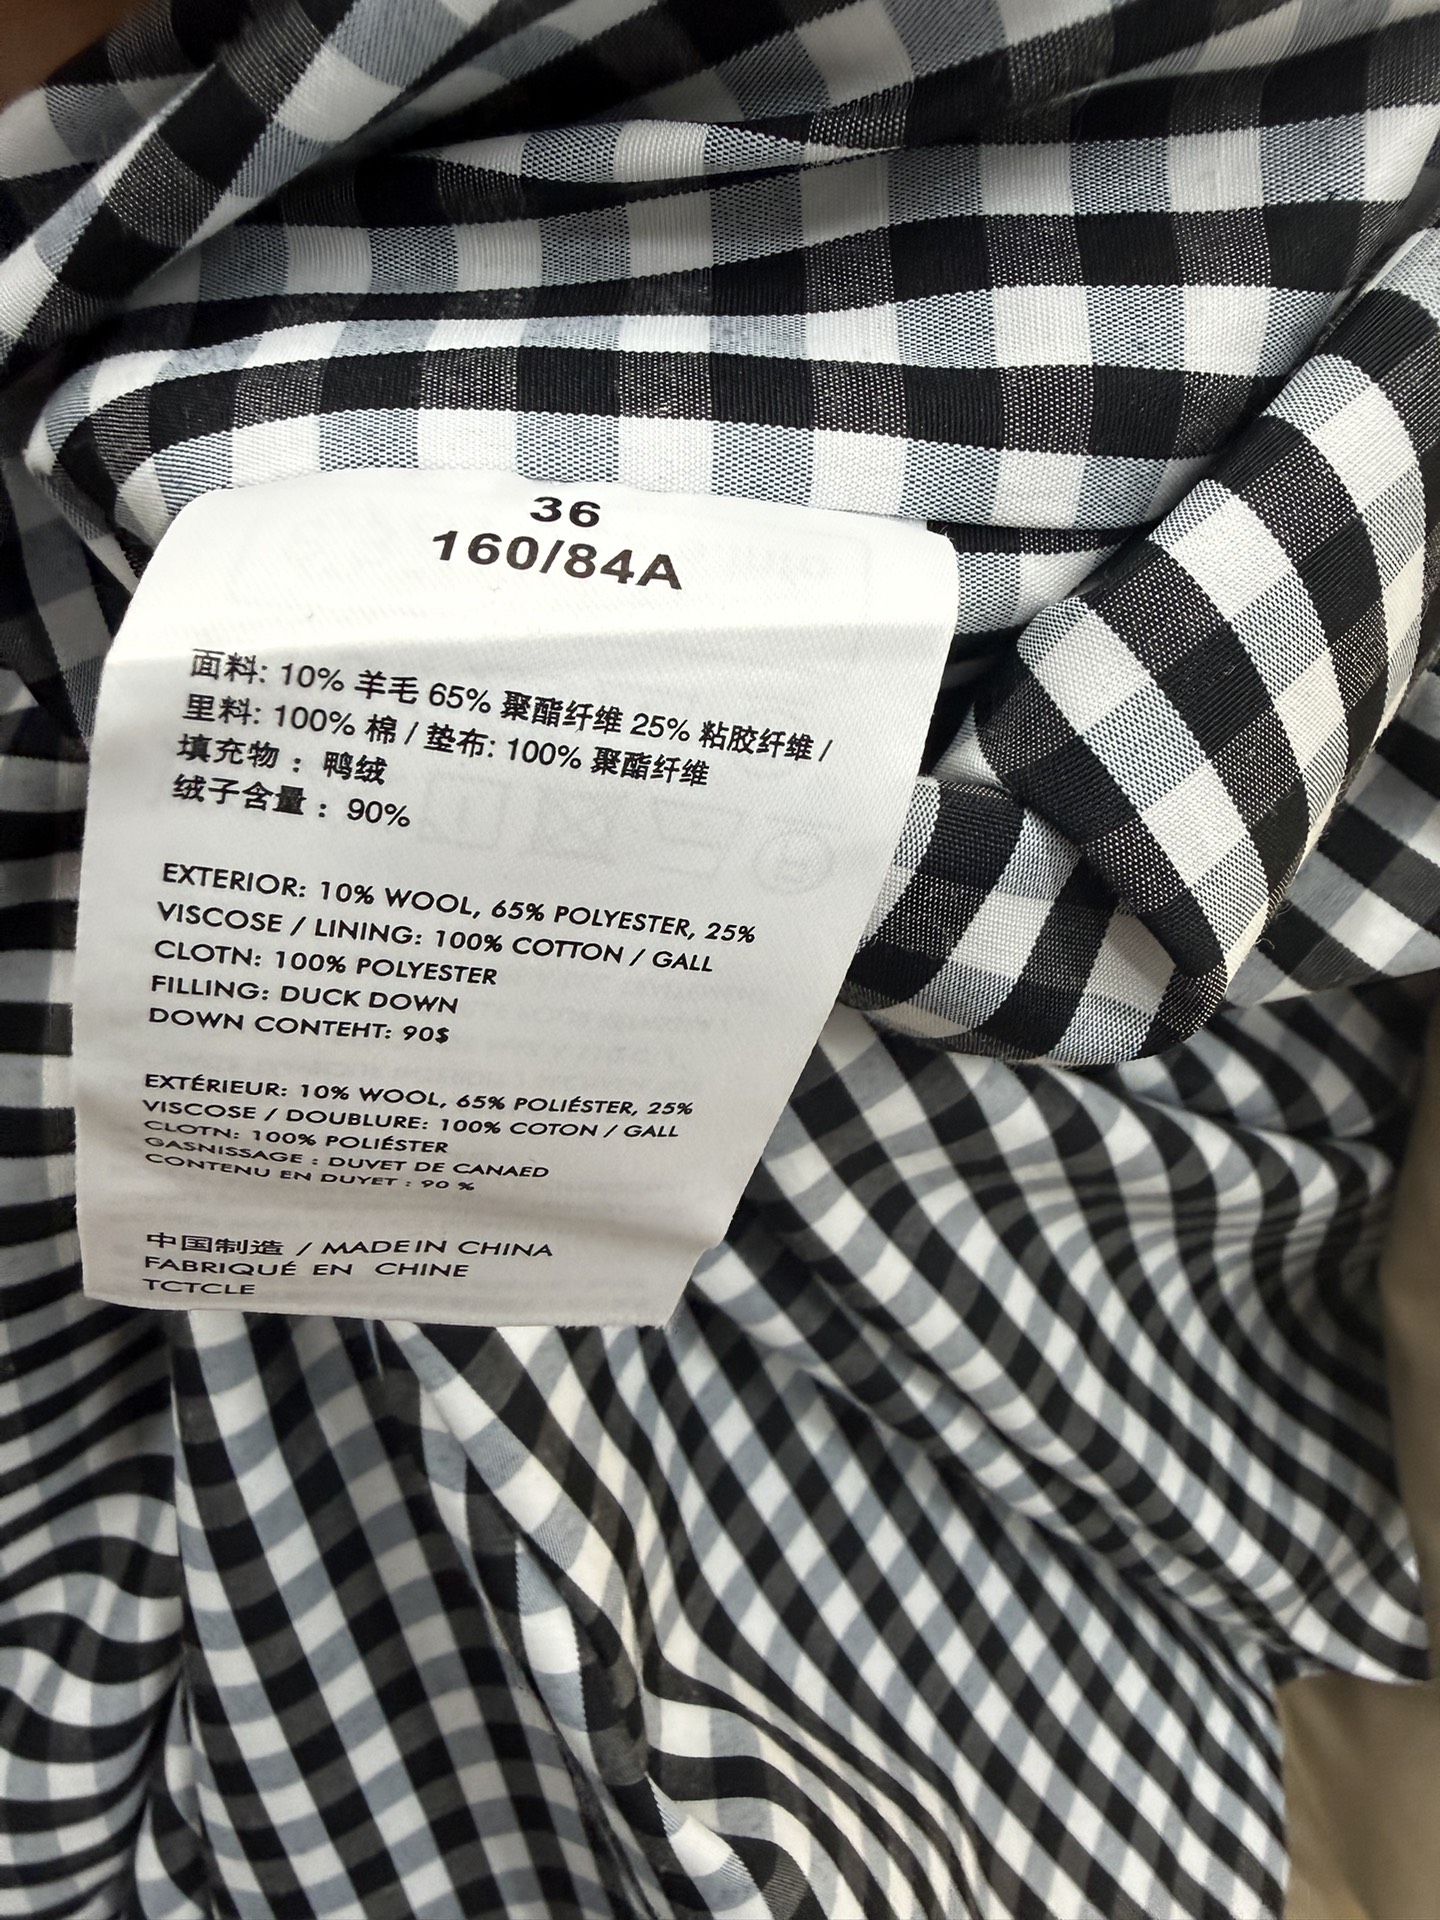 36
160/84A
面料: 10% 羊毛 65% 聚酯纤维 25% 粘胶纤维 /
里料: 100% 棉 / 垫布: 100% 聚酯纤维
填充物 : 鸭绒
绒子含量 : 90%
EXTERIOR: 10% WOOL, 65% POLYESTER, 25%
VISCOSE / LINING: 100% COTTON / GALL
CLOTN: 100% POLYESTER
FILLING: DUCK DOWN
DOWN CONTEHT: 90$
EXTÉRIEUR: 10% WOOL, 65% POLIÉSTER, 25%
VISCOSE / DOUBLURE: 100% COTON / GALL
CLOTN: 100% POLIÉSTER
GASNISSAGE : DUVET DE CANAED
CONTENU EN DUYET : 90 %
中国制造 / MADE IN CHINA
FABRIQUÉ EN CHINE
TCTCLE